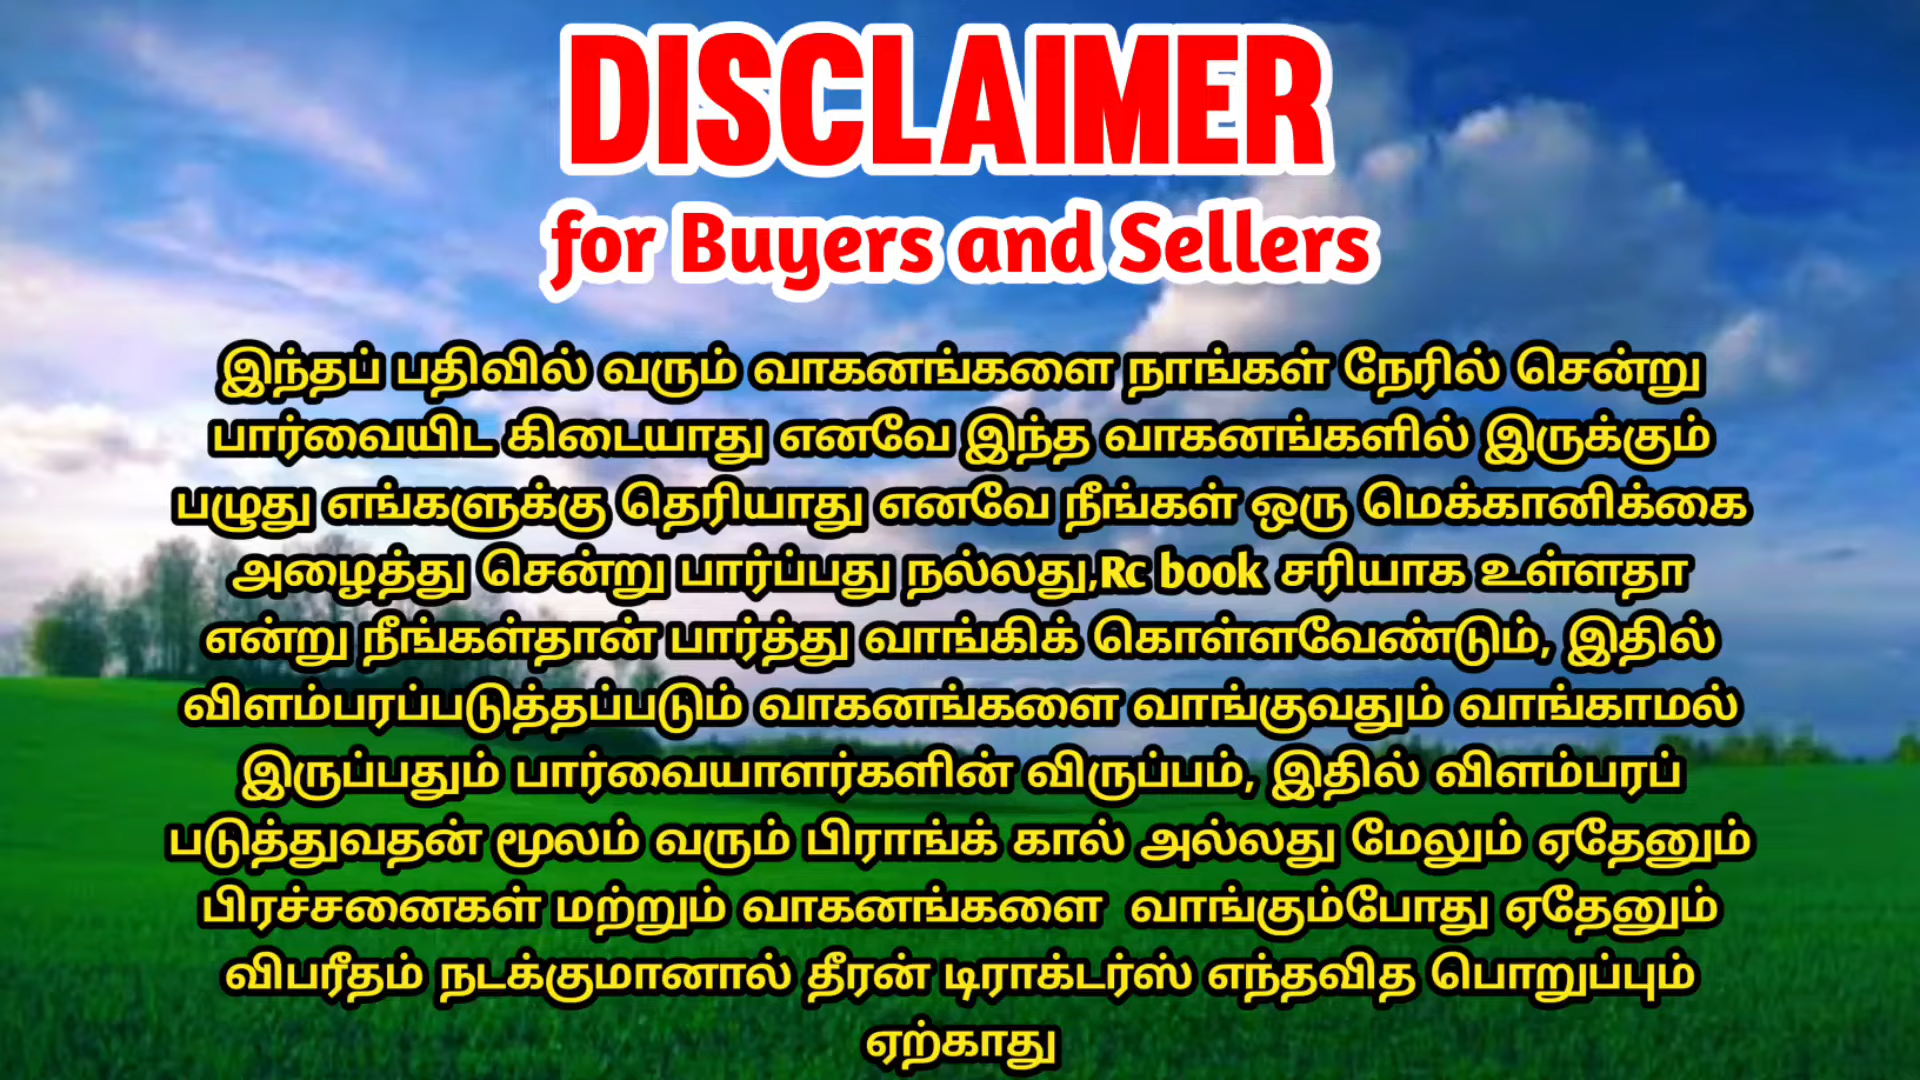 DISCLAIMER
for Buyers and Sellers
இந்தப் பதிவில் வரும் வாகனங்களை நாங்கள் நேரில் சென்று
பார்வையிட கிடையாது எனவே இந்த வாகனங்களில் இருக்கும்
பழுது எங்களுக்கு தெரியாது எனவே நீங்கள் ஒரு மெக்கானிக்கை
அழைத்து சென்று பார்ப்பது நல்லது,Rc book சரியாக உள்ளதா
என்று நீங்கள்தான் பார்த்து வாங்கிக் கொள்ளவேண்டும், இதில்
விளம்பரப்படுத்தப்படும் வாகனங்களை வாங்குவதும் வாங்காமல்
இருப்பதும் பார்வையாளர்களின் விருப்பம், இதில் விளம்பரப்
படுத்துவதன் மூலம் வரும் பிராங்க் கால் அல்லது மேலும் ஏதேனும்
பிரச்சனைகள் மற்றும் வாகனங்களை வாங்கும்போது ஏதேனும்
விபரீதம் நடக்குமானால் தீரன் டிராக்டர்ஸ் எந்தவித பொறுப்பும்
ஏற்காது